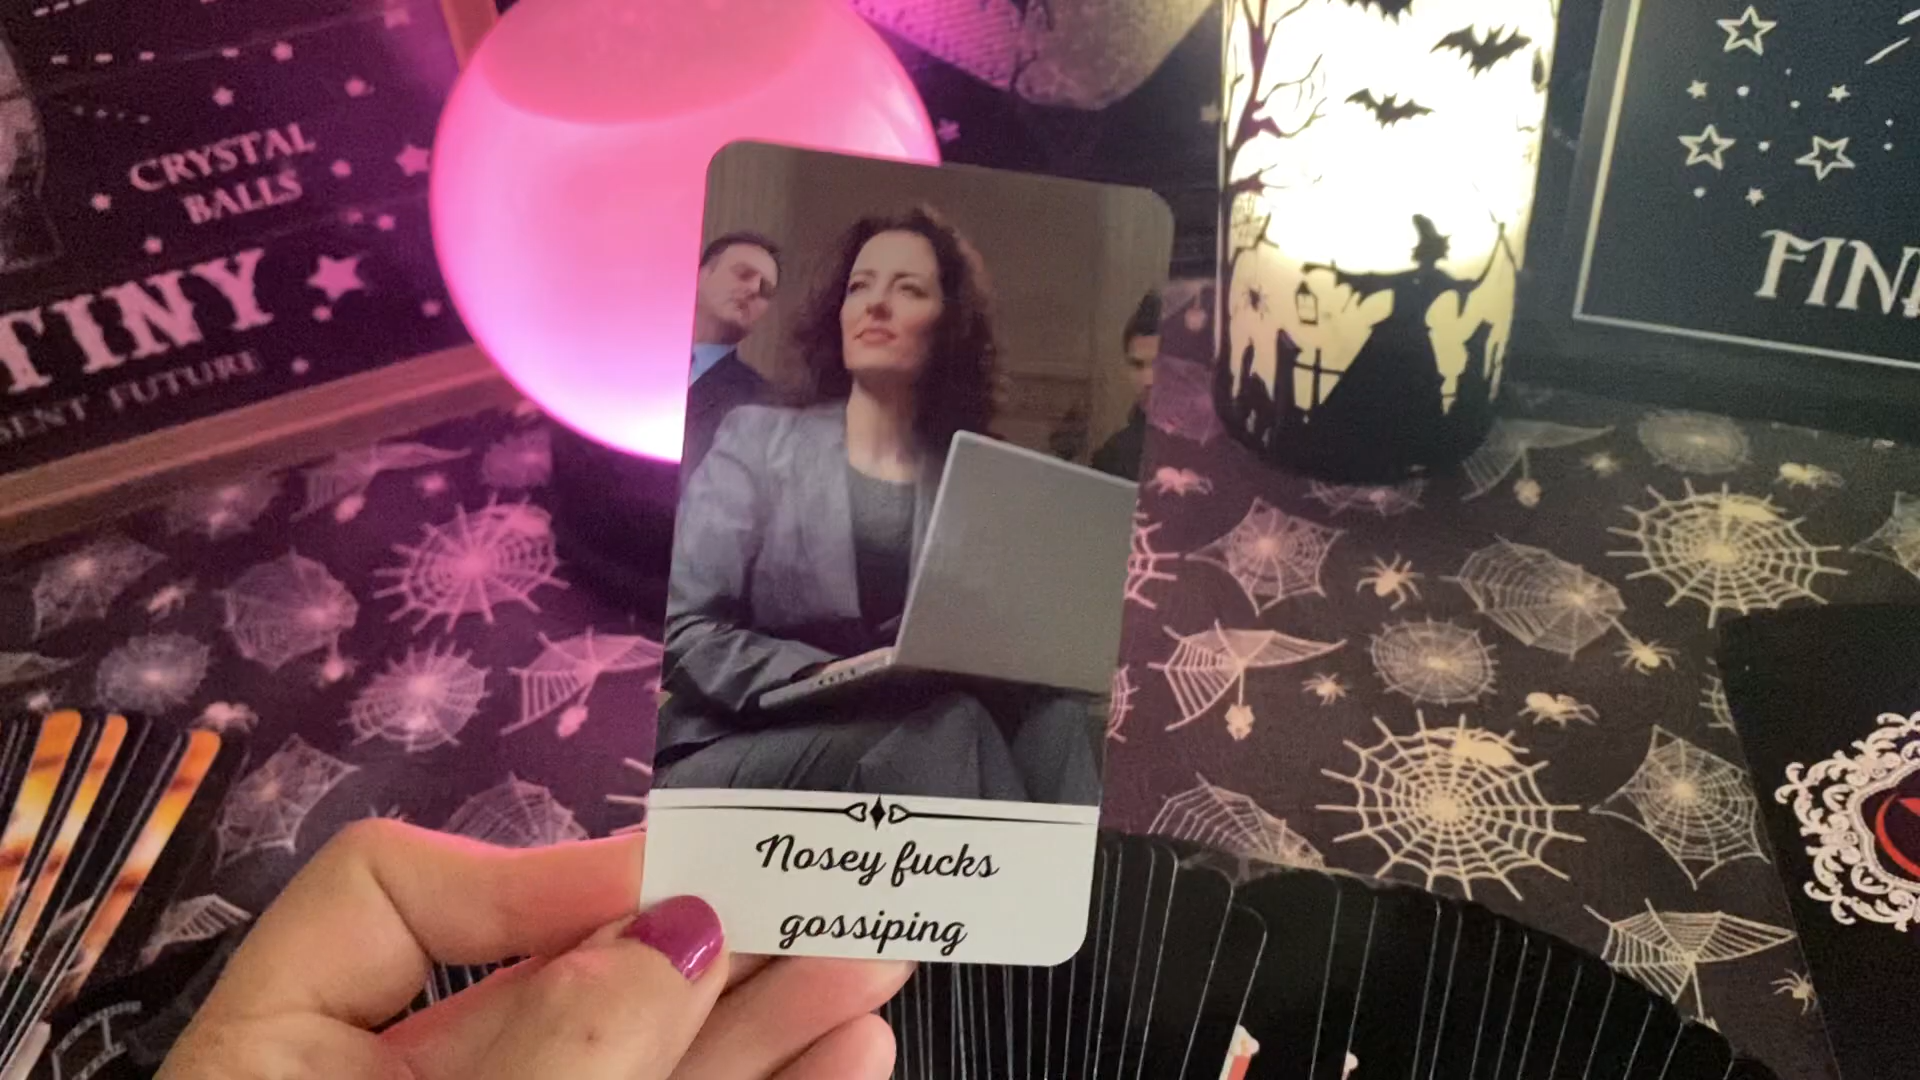 CRYSTAL
BALLS
TINY
SENT FUTURE
FIN
Nosey fucks
gossiping